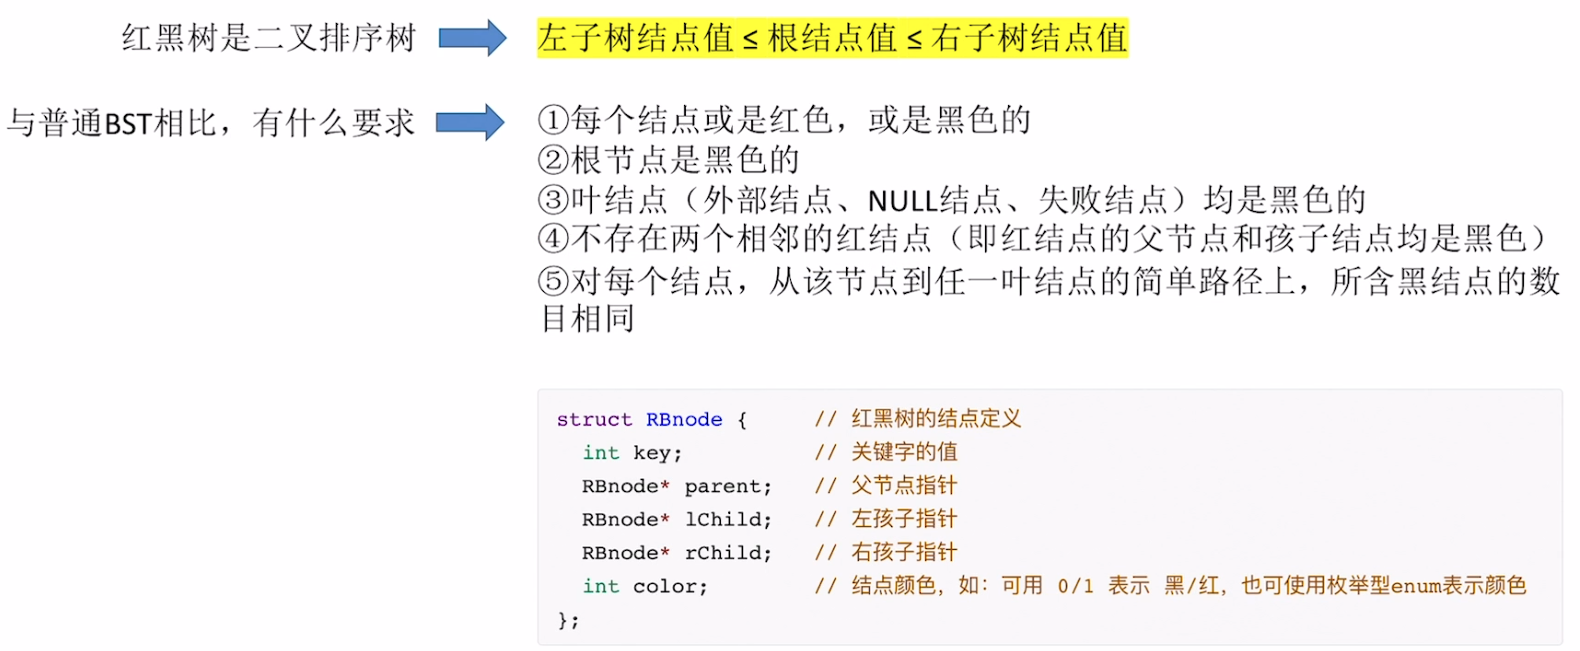 红黑树是二叉排序树
左子树结点值 ≤ 根结点值 ≤ 右子树结点值
与普通BST相比，有什么要求
①每个结点或是红色，或是黑色的
②根节点是黑色的
③叶结点（外部结点、NULL结点、失败结点）均是黑色的
④不存在两个相邻的红结点（即红结点的父节点和孩子结点均是黑色）
⑤对每个结点，从该节点到任一叶结点的简单路径上，所含黑结点的数
目相同
struct RBnode { // 红黑树的结点定义
int key; // 关键字的值
RBnode* parent; // 父节点指针
RBnode* lChild; // 左孩子指针
RBnode* rChild; // 右孩子指针
int color; // 结点颜色，如：可用 0/1 表示 黑/红，也可使用枚举型enum表示颜色
};